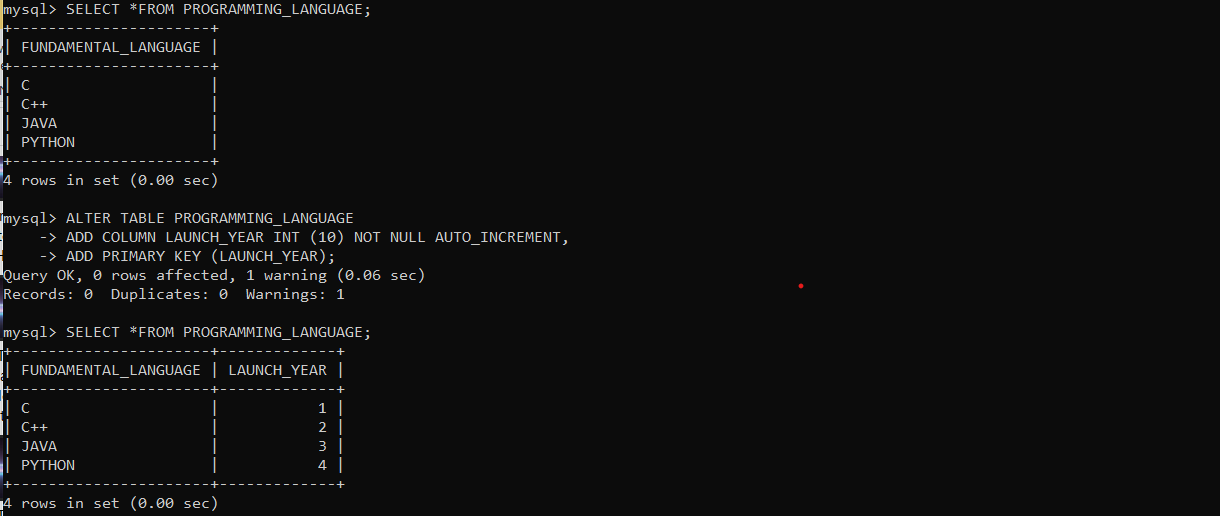 mysql> SELECT *FROM PROGRAMMING_LANGUAGE;
+----------------------+
| FUNDAMENTAL_LANGUAGE |
+----------------------+
| C                    |
| C++                  |
| JAVA                 |
| PYTHON               |
+----------------------+
4 rows in set (0.00 sec)
mysql> ALTER TABLE PROGRAMMING_LANGUAGE
    -> ADD COLUMN LAUNCH_YEAR INT (10) NOT NULL AUTO_INCREMENT,
    -> ADD PRIMARY KEY (LAUNCH_YEAR);
Query OK, 0 rows affected, 1 warning (0.06 sec)
Records: 0  Duplicates: 0  Warnings: 1
mysql> SELECT *FROM PROGRAMMING_LANGUAGE;
+----------------------+-------------+
| FUNDAMENTAL_LANGUAGE | LAUNCH_YEAR |
+----------------------+-------------+
| C                    |           1 |
| C++                  |           2 |
| JAVA                 |           3 |
| PYTHON               |           4 |
+----------------------+-------------+
4 rows in set (0.00 sec)